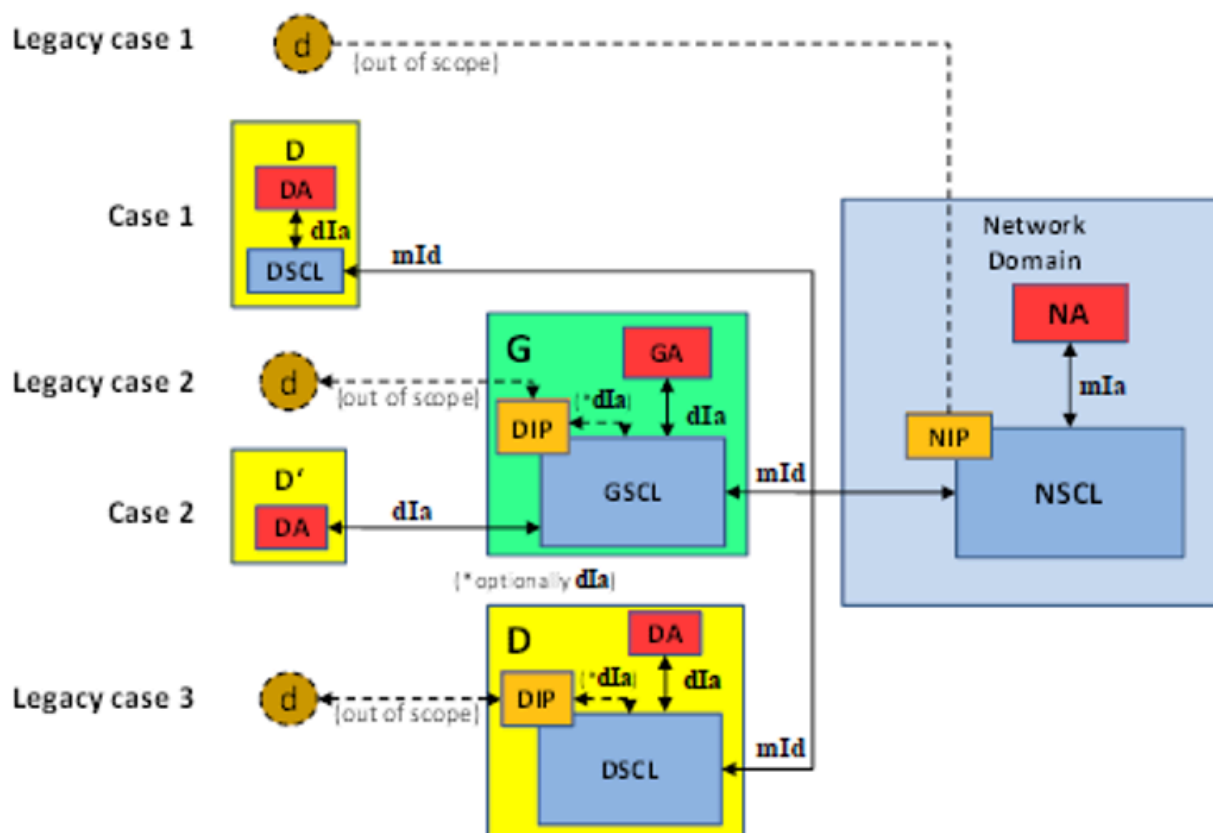 Legacy case 1
d
(out of scope)
D
DA
Case 1
dIa
DSCL
mId
Network
Domain
NA
mIa
NIP
NSCL
G
GA
Legacy case 2
d
(out of scope)
(*dIa)
dIa
DIP
GSCL
mId
D'
Case 2
DA
dIa
(*optionally dIa)
D
DA
Legacy case 3
d
(out of scope)
(*dIa)
dIa
DIP
DSCL
mId